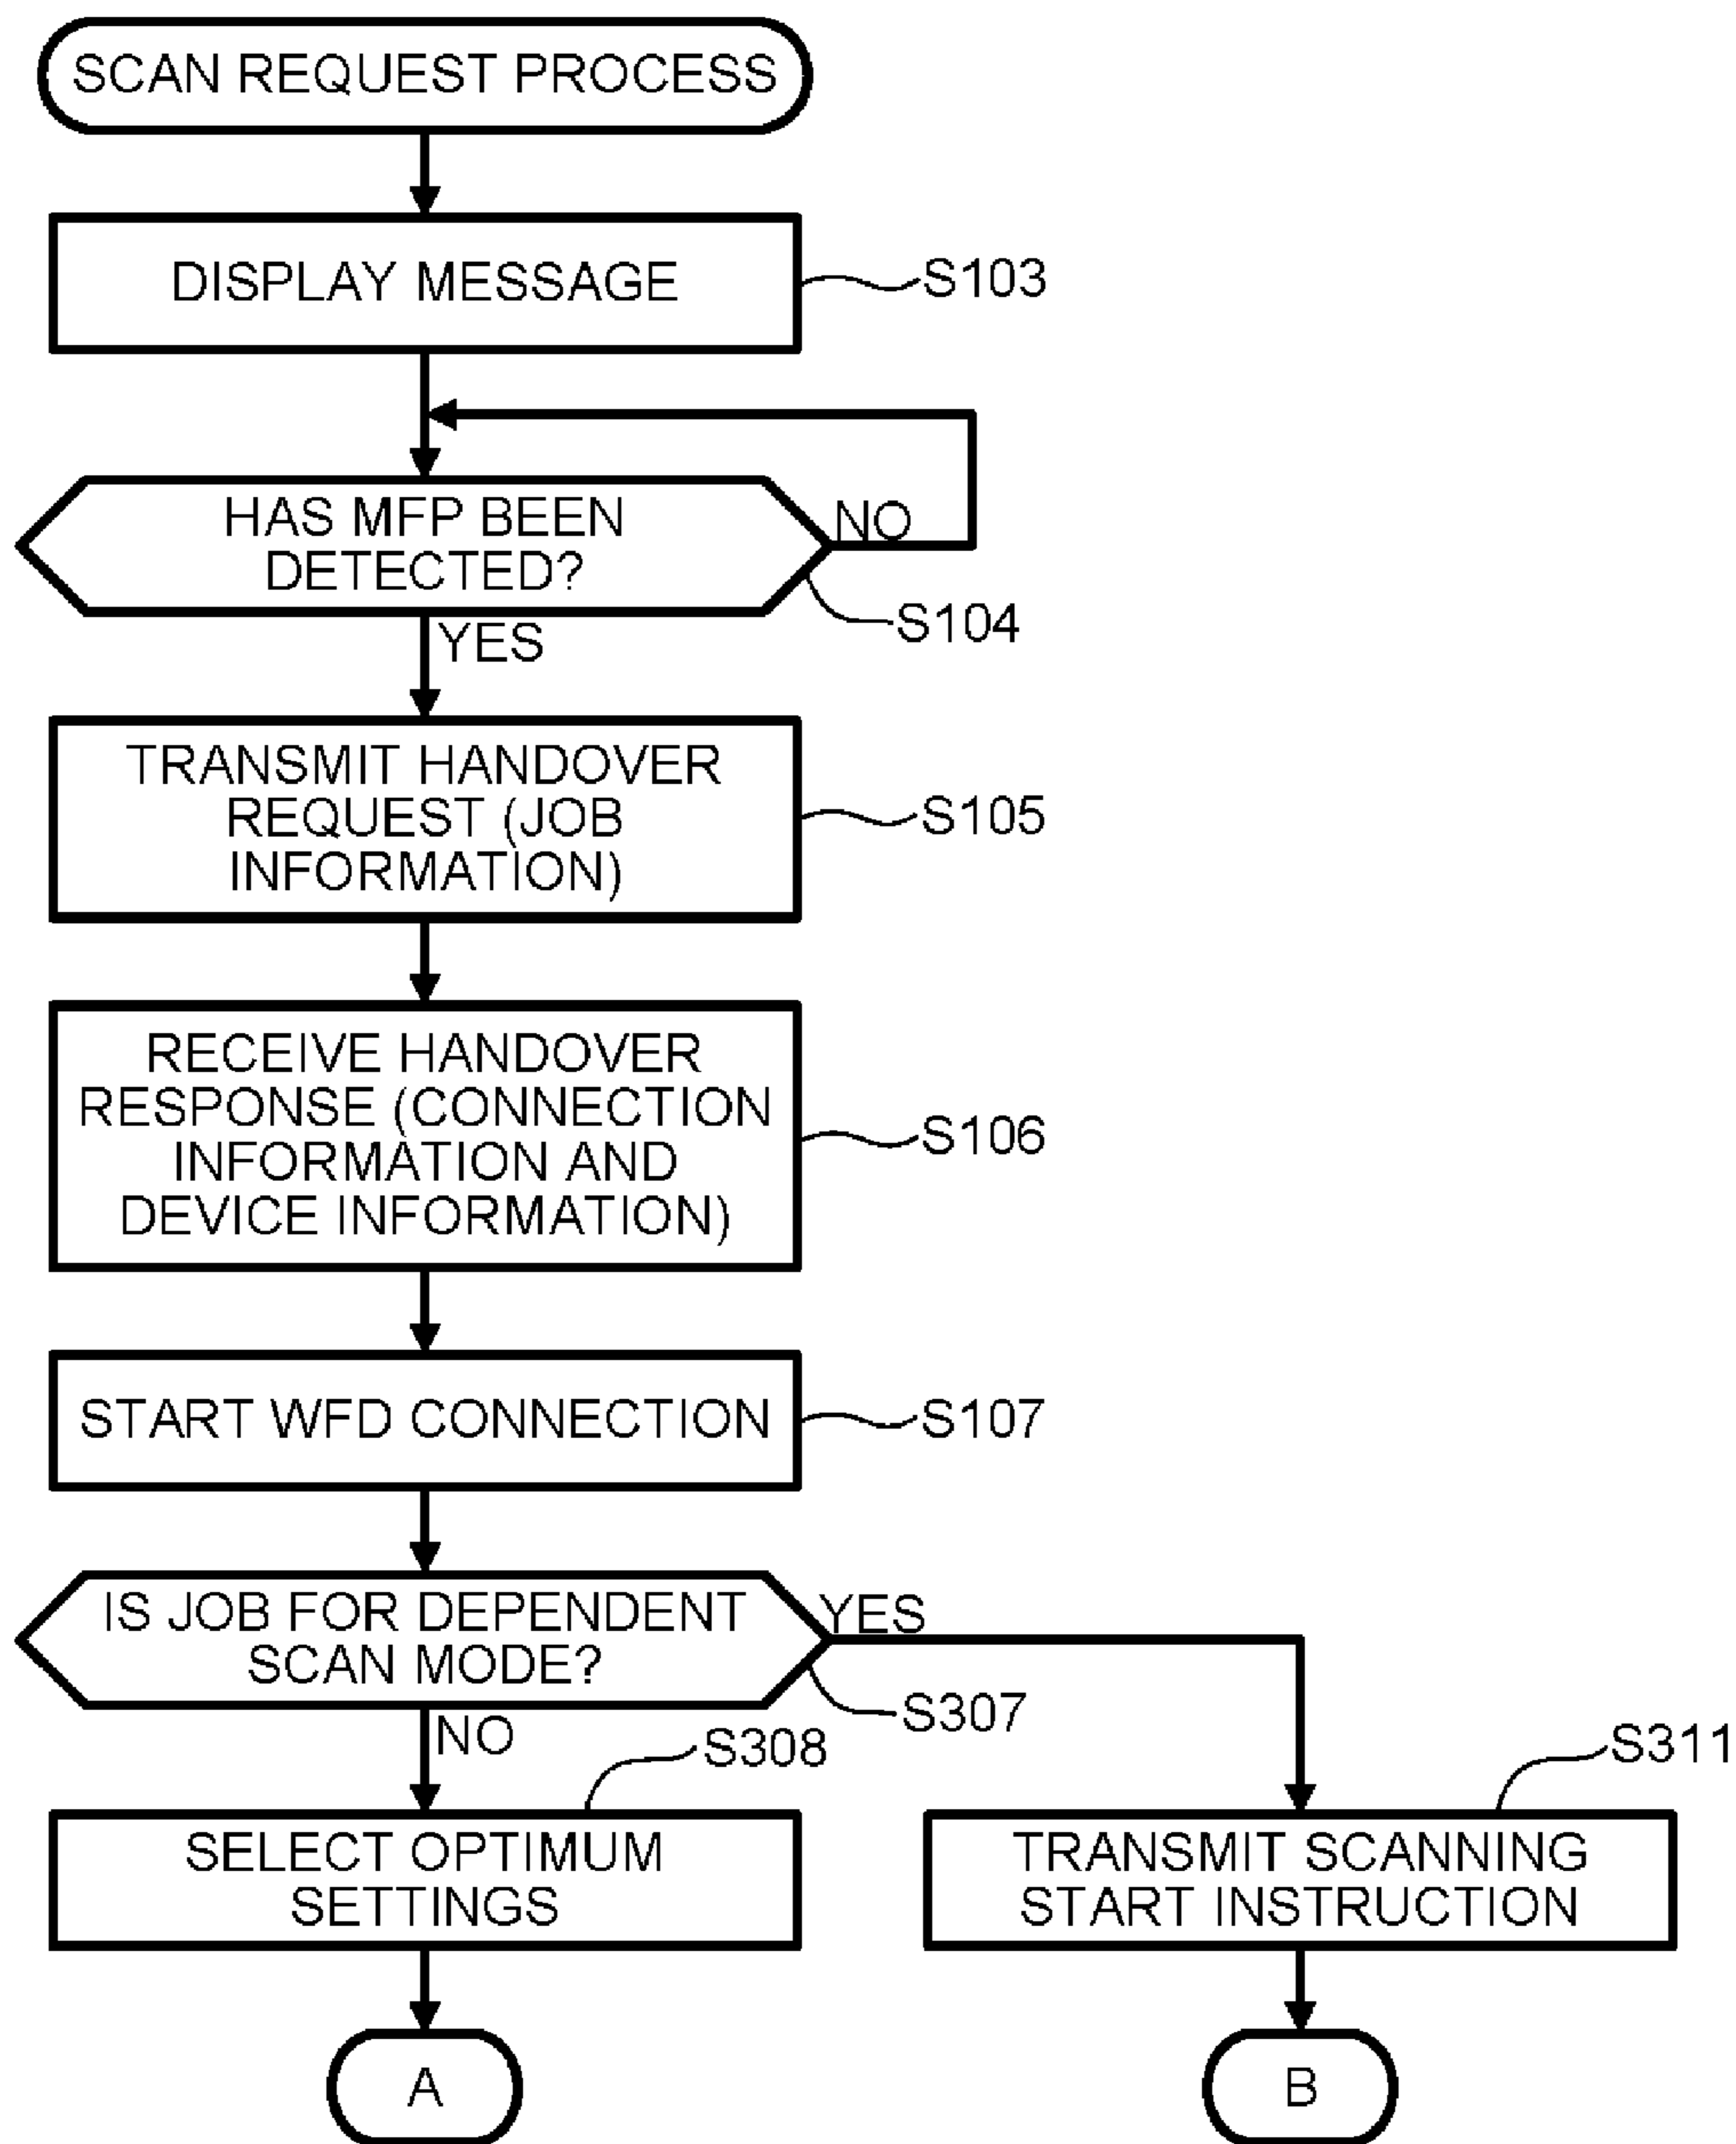 SCAN REQUEST PROCESS
DISPLAY MESSAGE
S103
HAS MFP BEEN
DETECTED?
NO
S104
YES
TRANSMIT HANDOVER
REQUEST (JOB
INFORMATION)
S105
RECEIVE HANDOVER
RESPONSE (CONNECTION
INFORMATION AND
DEVICE INFORMATION)
S106
START WFD CONNECTION
S107
IS JOB FOR DEPENDENT
SCAN MODE?
YES
S307
NO
S308
S311
SELECT OPTIMUM
SETTINGS
TRANSMIT SCANNING
START INSTRUCTION
A
B